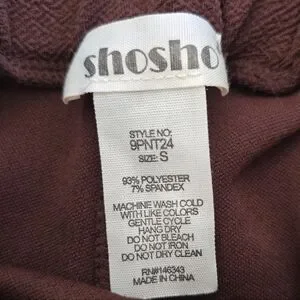 shosho
STYLE NO:
9PNT24
SIZE: S
93% POLYESTER
7% SPANDEX
MACHINE WASH COLD
WITH LIKE COLORS
GENTLE CYCLE
HANG DRY
DO NOT BLEACH
DO NOT IRON
DO NOT DRY CLEAN
RN#146343
MADE IN CHINA